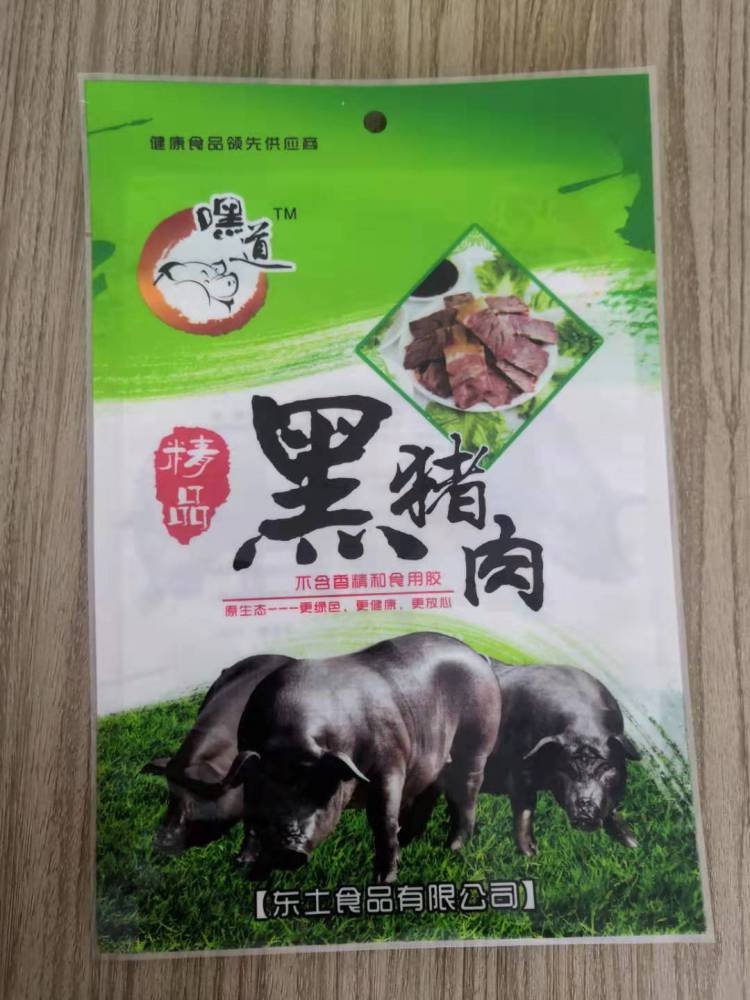 健康食品领先供应商
嘿道 TM
精品
黑猪肉
不含香精和食用胶
原生态---更绿色，更健康，更放心
【东士食品有限公司】